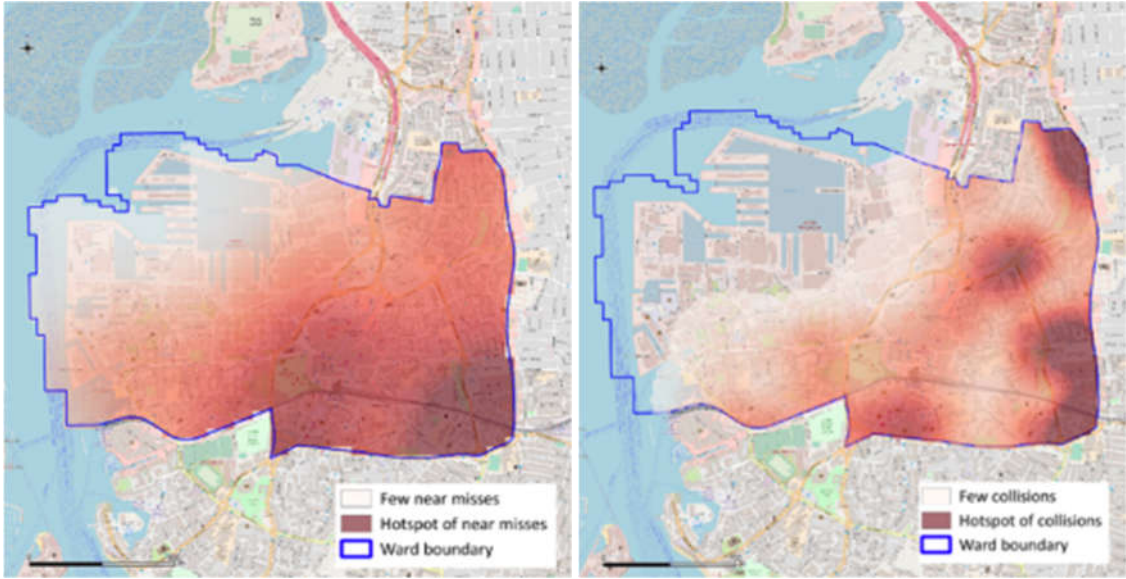 Few near misses
Hotspot of near misses
Ward boundary
Few collisions
Hotspot of collisions
Ward boundary